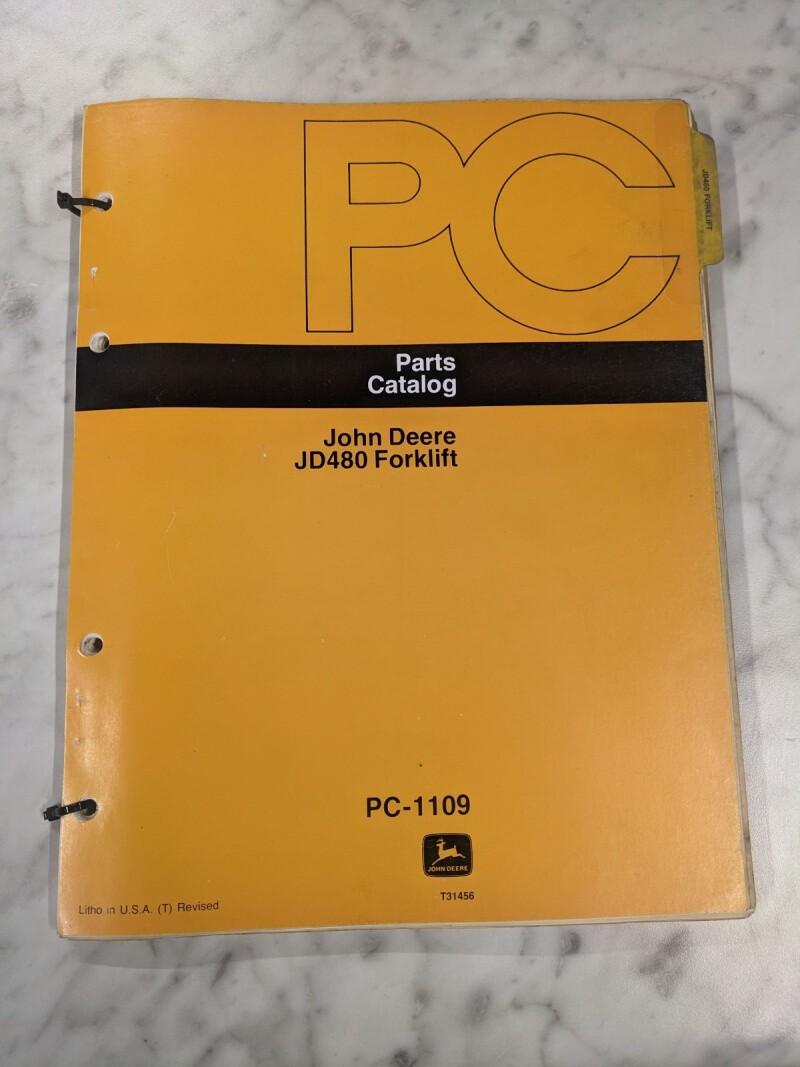 PC
JD480 FORKLIFT
Parts
Catalog
John Deere
JD480 Forklift
PC-1109
JOHN DEERE
T31456
Litho in U.S.A. (T) Revised